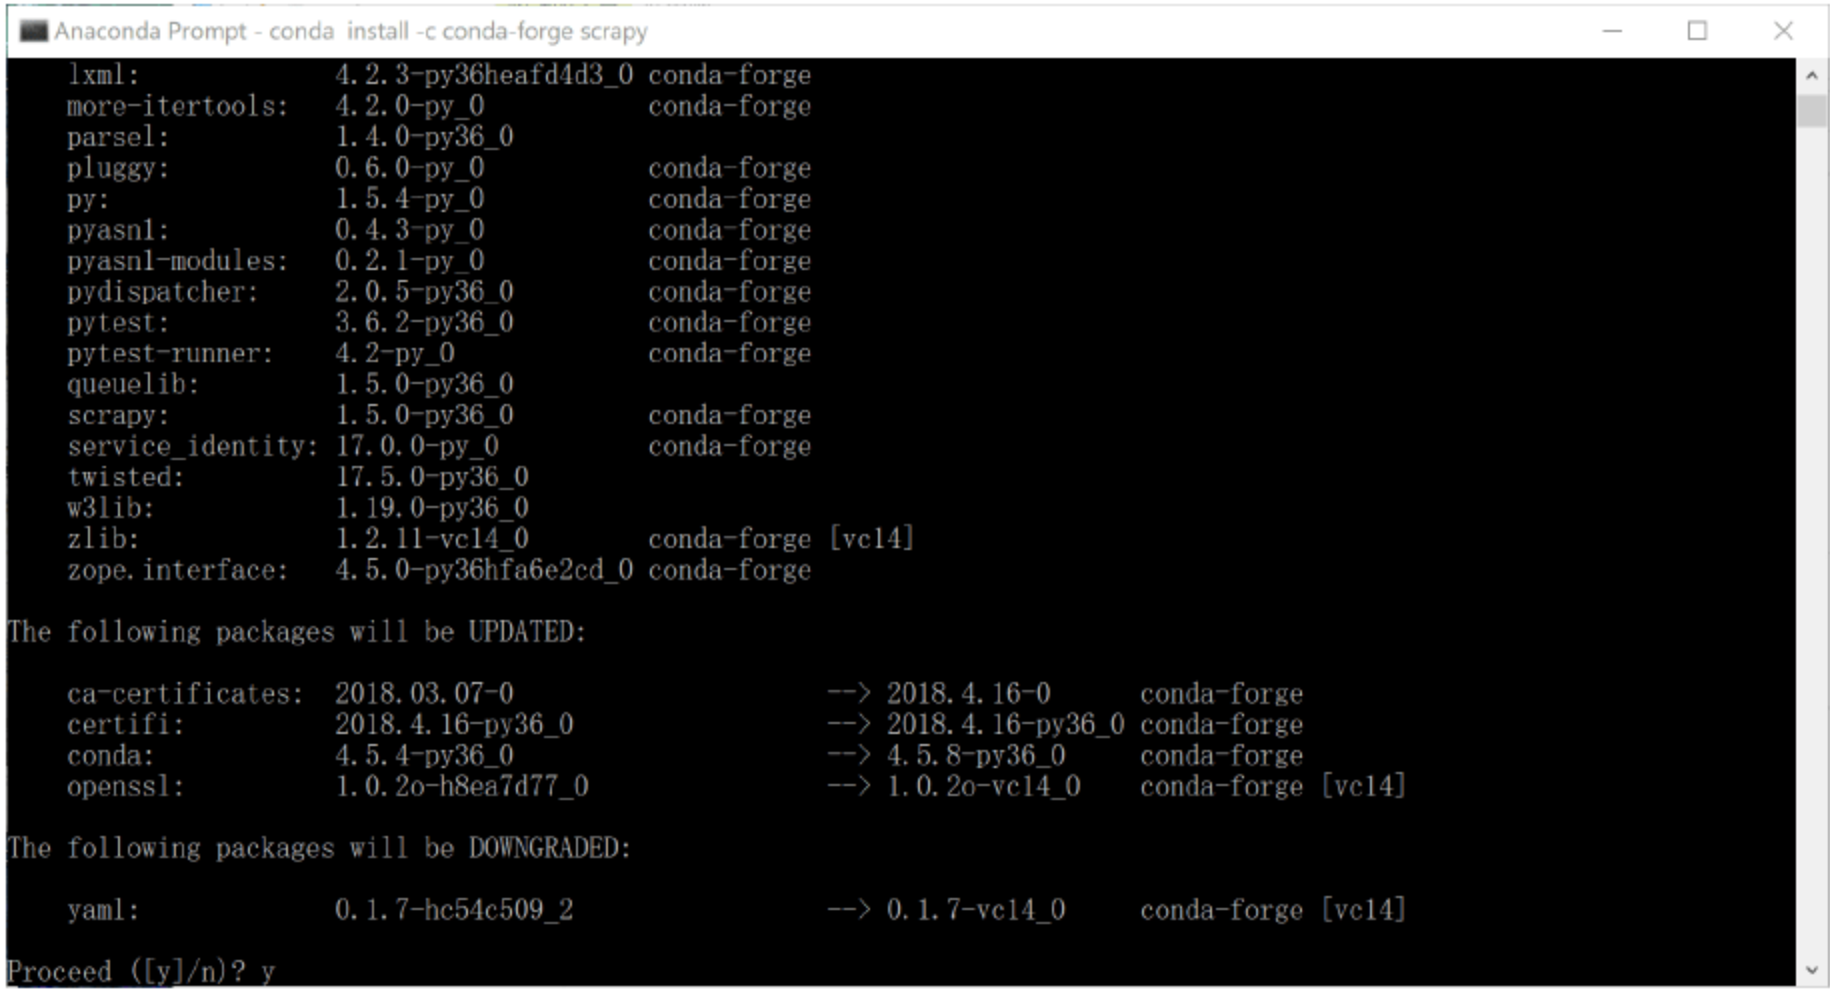 Anaconda Prompt - conda install -c conda-forge scrapy
lxml: 4.2.3-py36heafd4d3_0 conda-forge
more-itertools: 4.2.0-py_0 conda-forge
parsel: 1.4.0-py36_0
pluggy: 0.6.0-py_0 conda-forge
py: 1.5.4-py_0 conda-forge
pyasn1: 0.4.3-py_0 conda-forge
pyasn1-modules: 0.2.1-py_0 conda-forge
pydispatcher: 2.0.5-py36_0 conda-forge
pytest: 3.6.2-py36_0 conda-forge
pytest-runner: 4.2-py_0 conda-forge
queuelib: 1.5.0-py36_0
scrapy: 1.5.0-py36_0 conda-forge
service_identity: 17.0.0-py_0 conda-forge
twisted: 17.5.0-py36_0
w3lib: 1.19.0-py36_0
zlib: 1.2.11-vc14_0 conda-forge [vc14]
zope.interface: 4.5.0-py36hfa6e2cd_0 conda-forge
The following packages will be UPDATED:
ca-certificates: 2018.03.07-0 --> 2018.4.16-0 conda-forge
certifi: 2018.4.16-py36_0 --> 2018.4.16-py36_0 conda-forge
conda: 4.5.4-py36_0 --> 4.5.8-py36_0 conda-forge
openssl: 1.0.2o-h8ea7d77_0 --> 1.0.2o-vc14_0 conda-forge [vc14]
The following packages will be DOWNGRADED:
yaml: 0.1.7-hc54c509_2 --> 0.1.7-vc14_0 conda-forge [vc14]
Proceed ([y]/n)? y